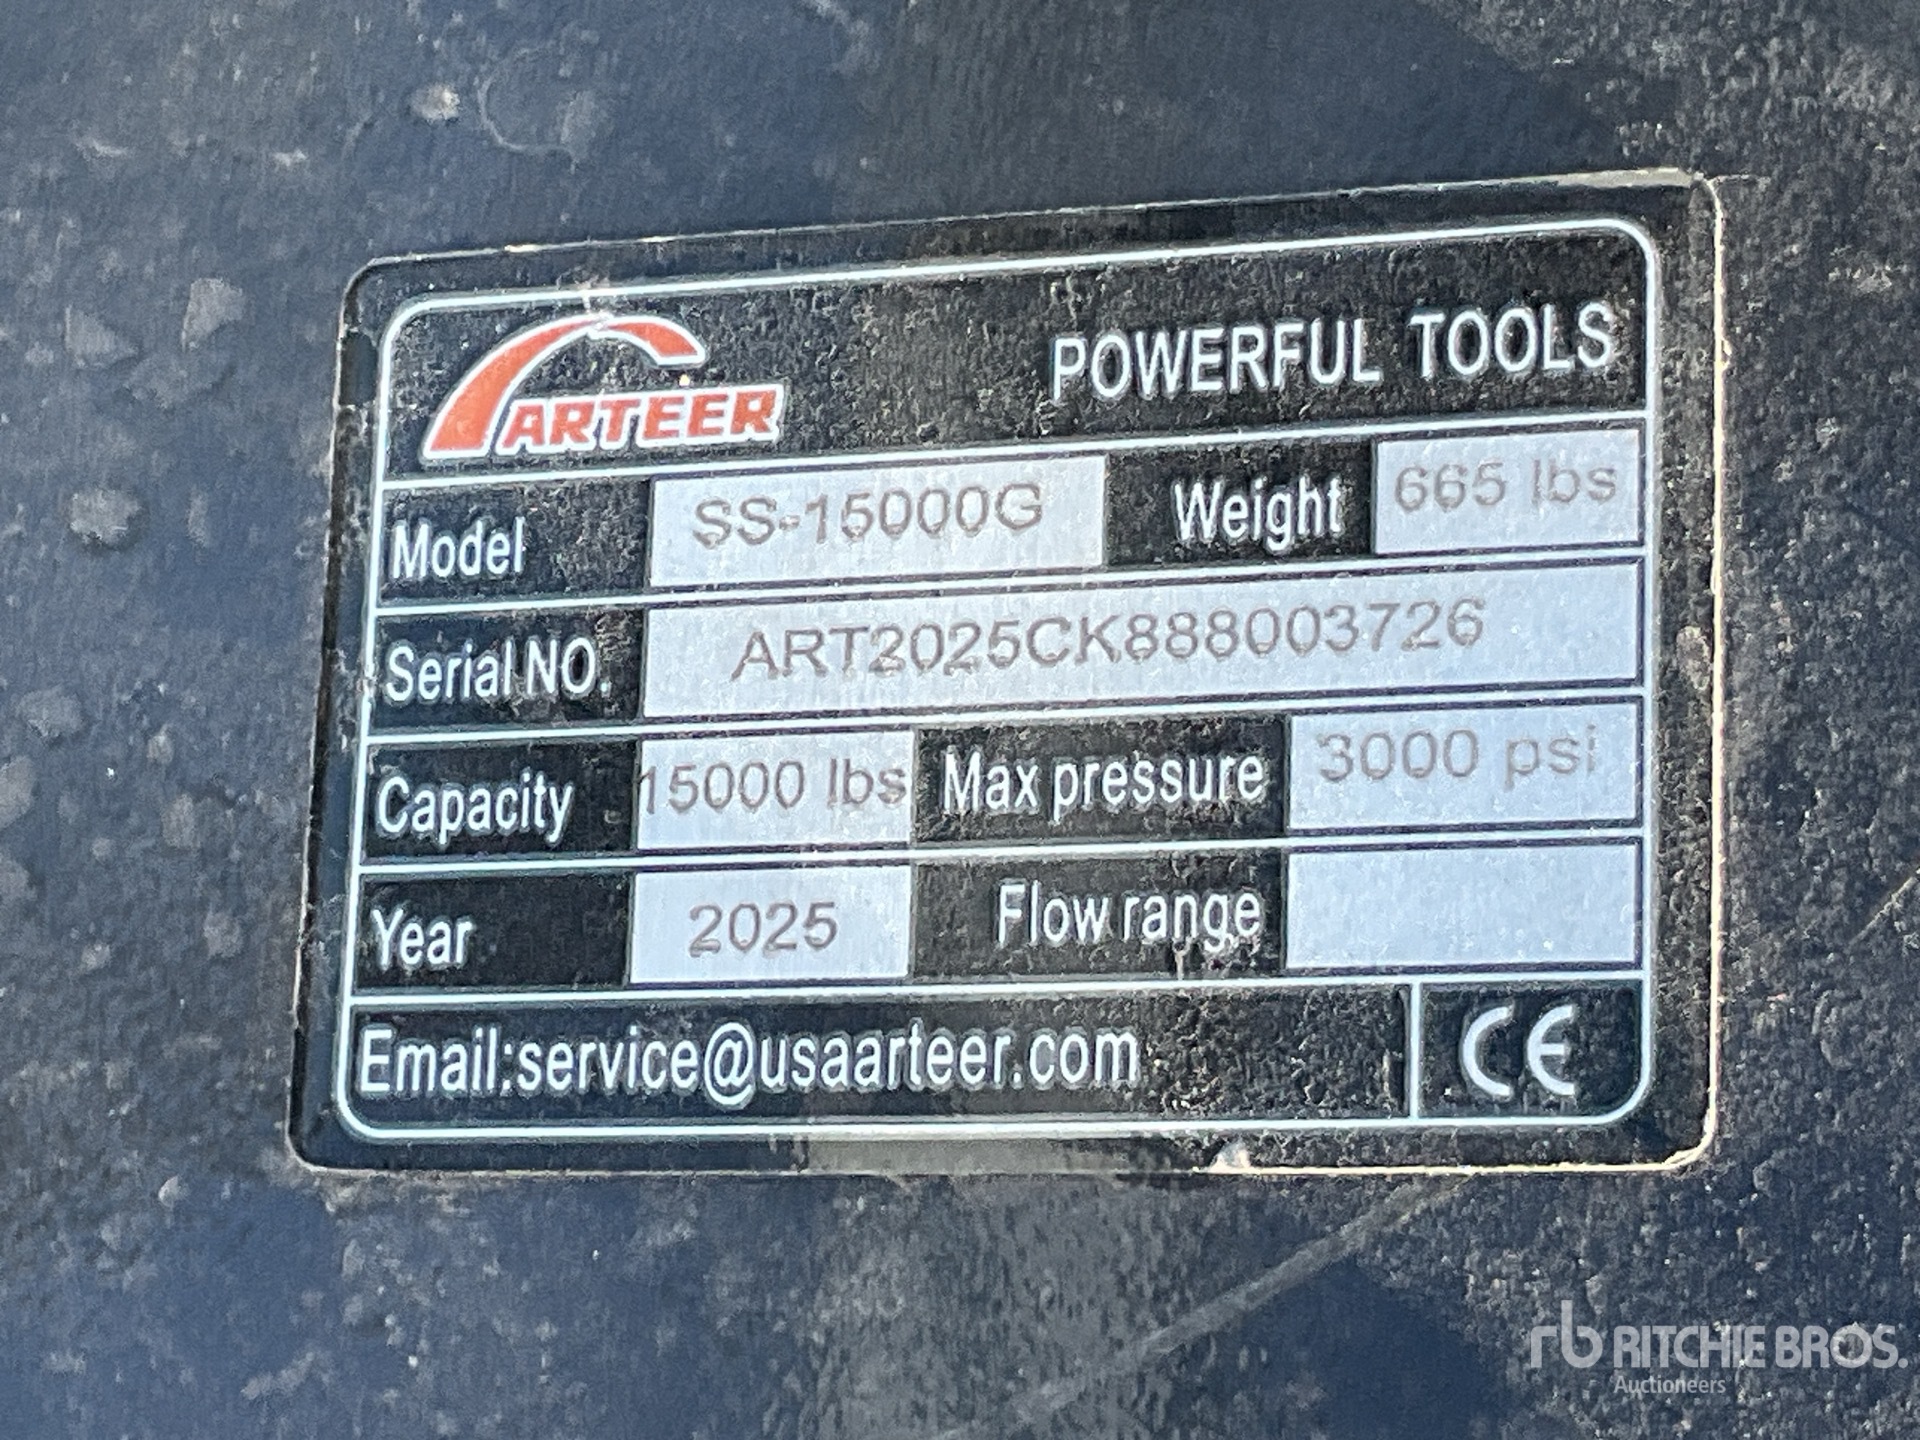 ARTEER POWERFUL TOOLS
Model SS-15000G Weight 665 lbs
Serial NO. ART2025CK888003726
Capacity 15000 lbs Max pressure 3000 psi
Year 2025 Flow range
Email:service@usaarteer.com CE
rb RITCHIE BROS.
Auctioneers